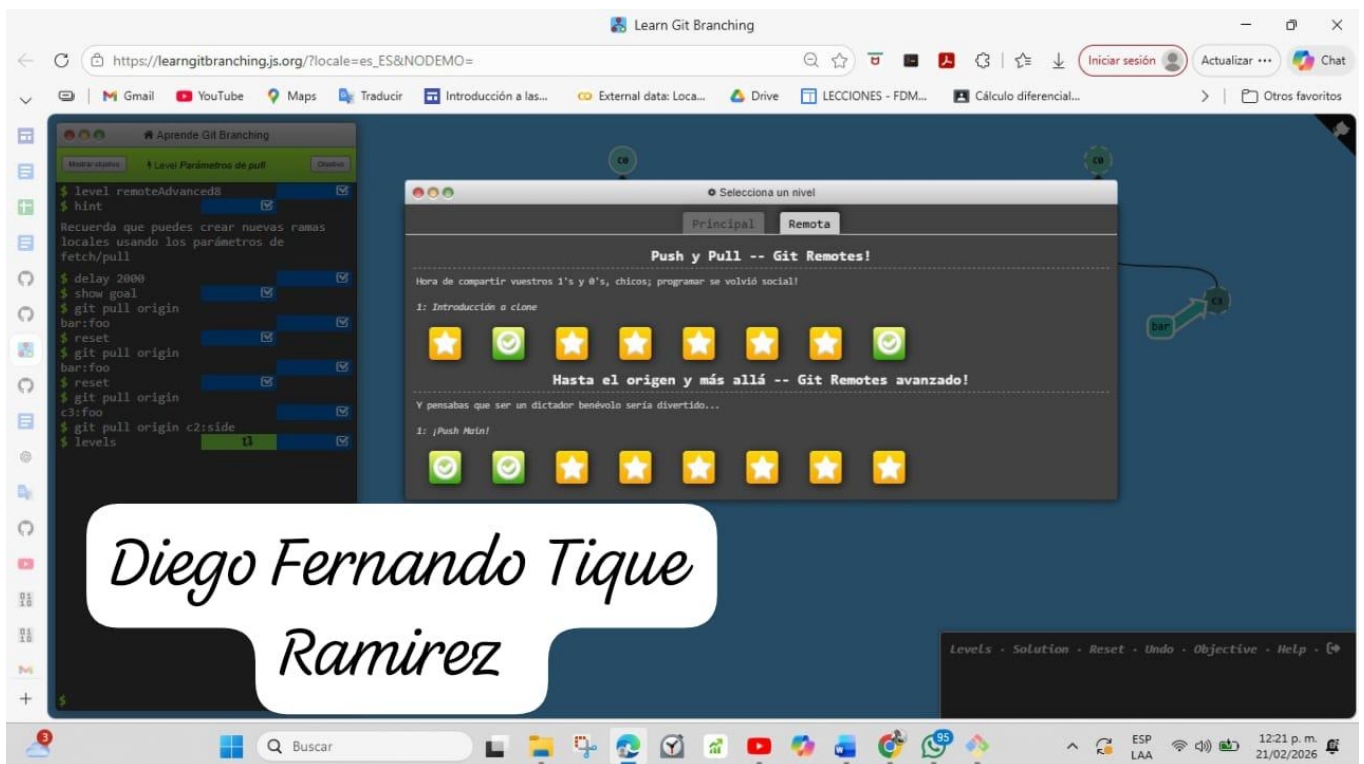 Learn Git Branching
https://learngitbranching.js.org/?locale=es_ES&NODEMO=
Iniciar sesión
Actualizar
Chat
Gmail
YouTube
Maps
Traducir
Introducción a las...
External data: Loca...
Drive
LECCIONES - FDM...
Cálculo diferencial...
Otros favoritos
Aprende Git Branching
Mostrar objetivo
Level Parámetros de pull
Objetivo
$ level remoteAdvanced8
$ hint
Recuerda que puedes crear nuevas ramas
locales usando los parámetros de
fetch/pull
$ delay 2000
$ show goal
$ git pull origin
bar:foo
$ reset
$ git pull origin
bar:foo
$ reset
$ git pull origin
c3:foo
$ git pull origin c2:side
$ levels
$
C0
C0
Selecciona un nivel
Principal
Remota
Push y Pull -- Git Remotes!
Hora de compartir vuestros 1's y 0's, chicos; programar se volvió social!
1: Introducción a clone
Hasta el origen y más allá -- Git Remotes avanzado!
Y pensabas que ser un dictador benévolo sería divertido...
1: ¡Push Main!
C3
bar
Diego Fernando Tique
Ramirez
Levels · Solution · Reset · Undo · Objective · Help ·
3
Buscar
95
ESP
LAA
12:21 p. m.
21/02/2026